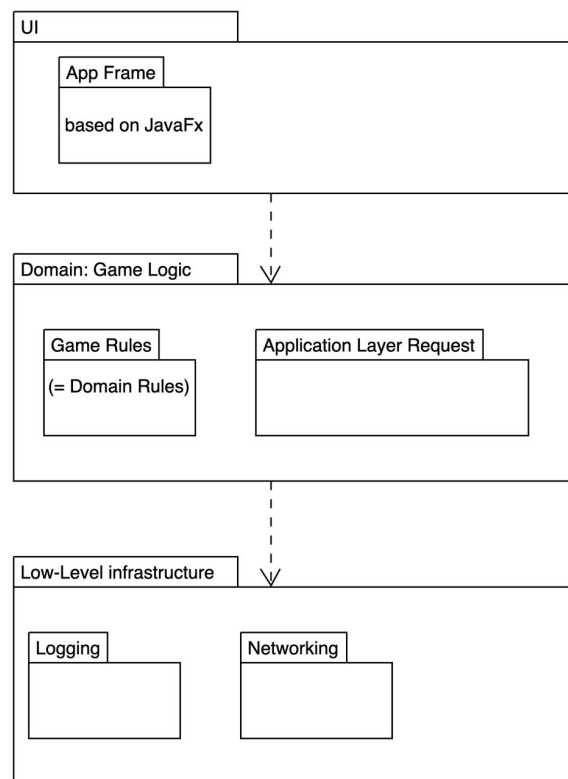 UI
App Frame
based on JavaFx
Domain: Game Logic
Game Rules
Application Layer Request
(= Domain Rules)
Low-Level infrastructure
Logging
Networking